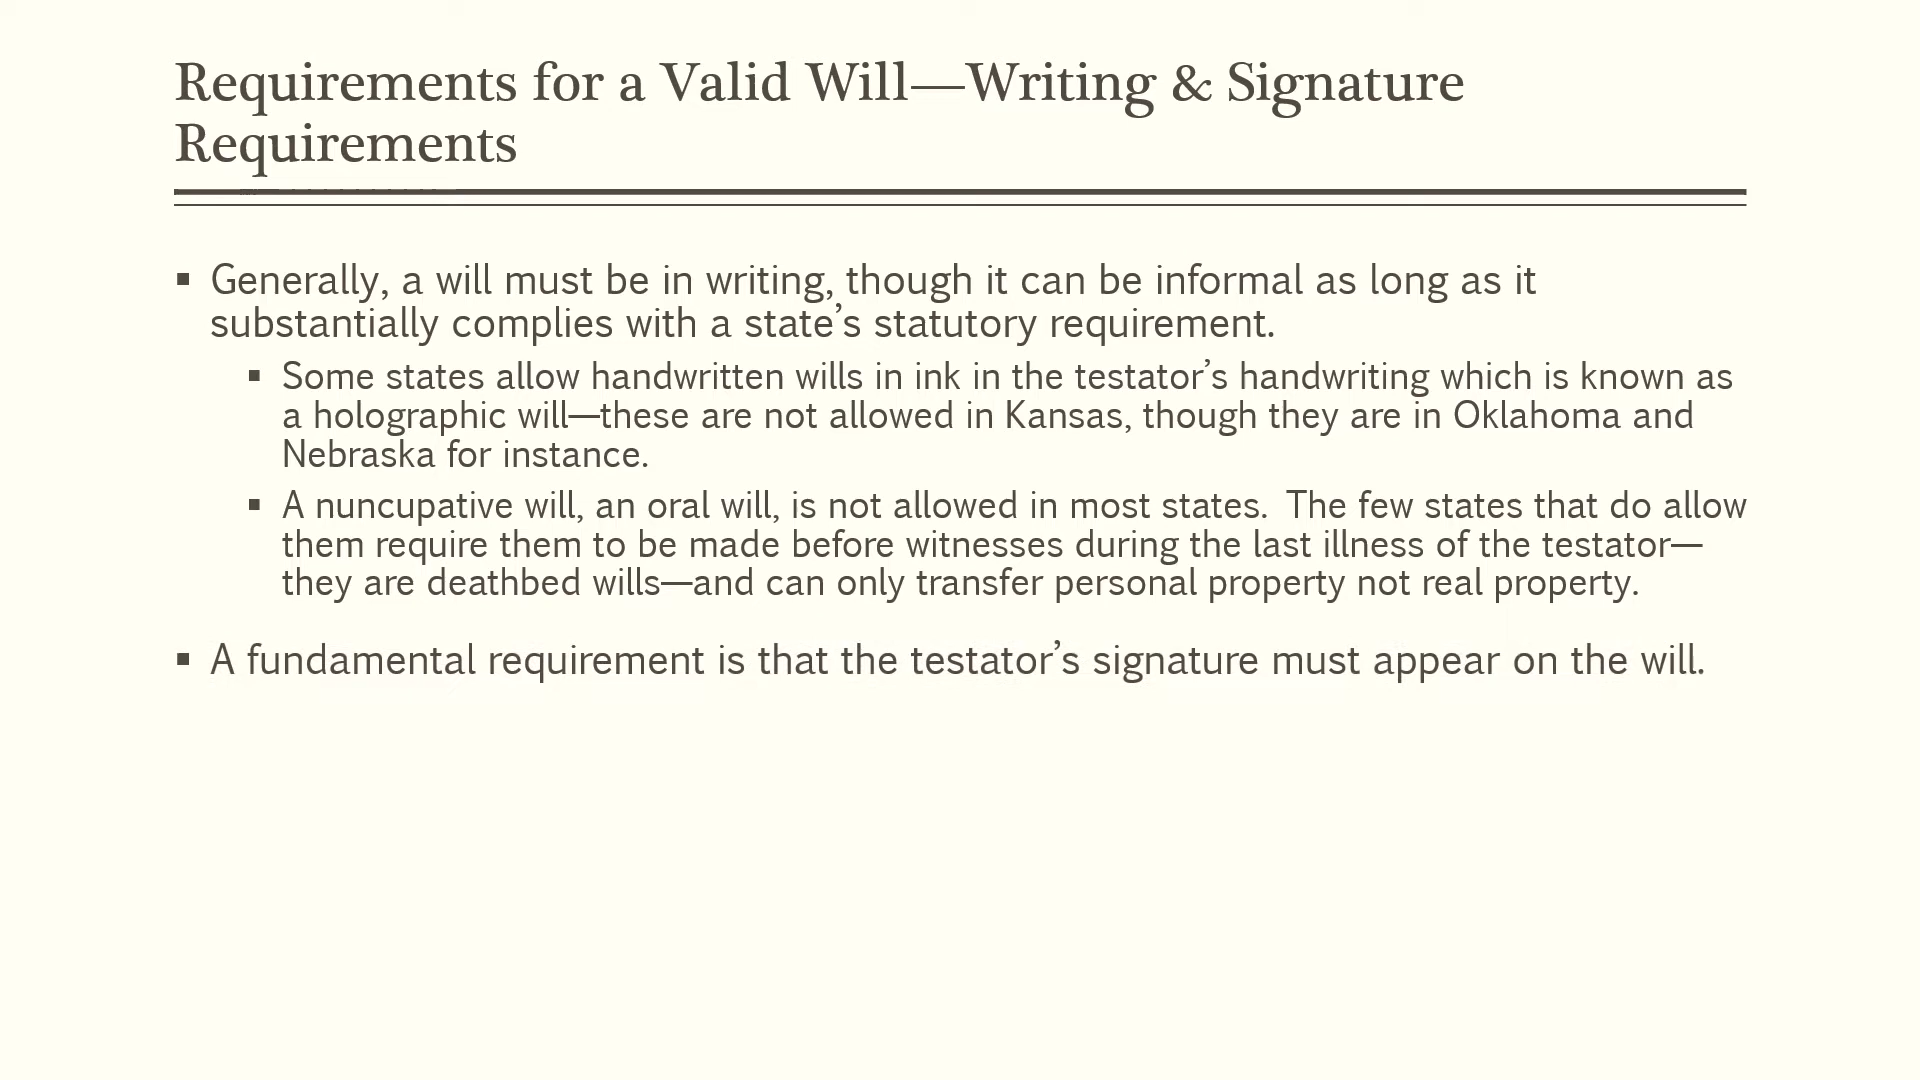 Requirements for a Valid Will—Writing & Signature
Requirements
▪ Generally, a will must be in writing, though it can be informal as long as it
substantially complies with a state’s statutory requirement.
▪ Some states allow handwritten wills in ink in the testator’s handwriting which is known as
a holographic will—these are not allowed in Kansas, though they are in Oklahoma and
Nebraska for instance.
▪ A nuncupative will, an oral will, is not allowed in most states.  The few states that do allow
them require them to be made before witnesses during the last illness of the testator—
they are deathbed wills—and can only transfer personal property not real property.
▪ A fundamental requirement is that the testator’s signature must appear on the will.